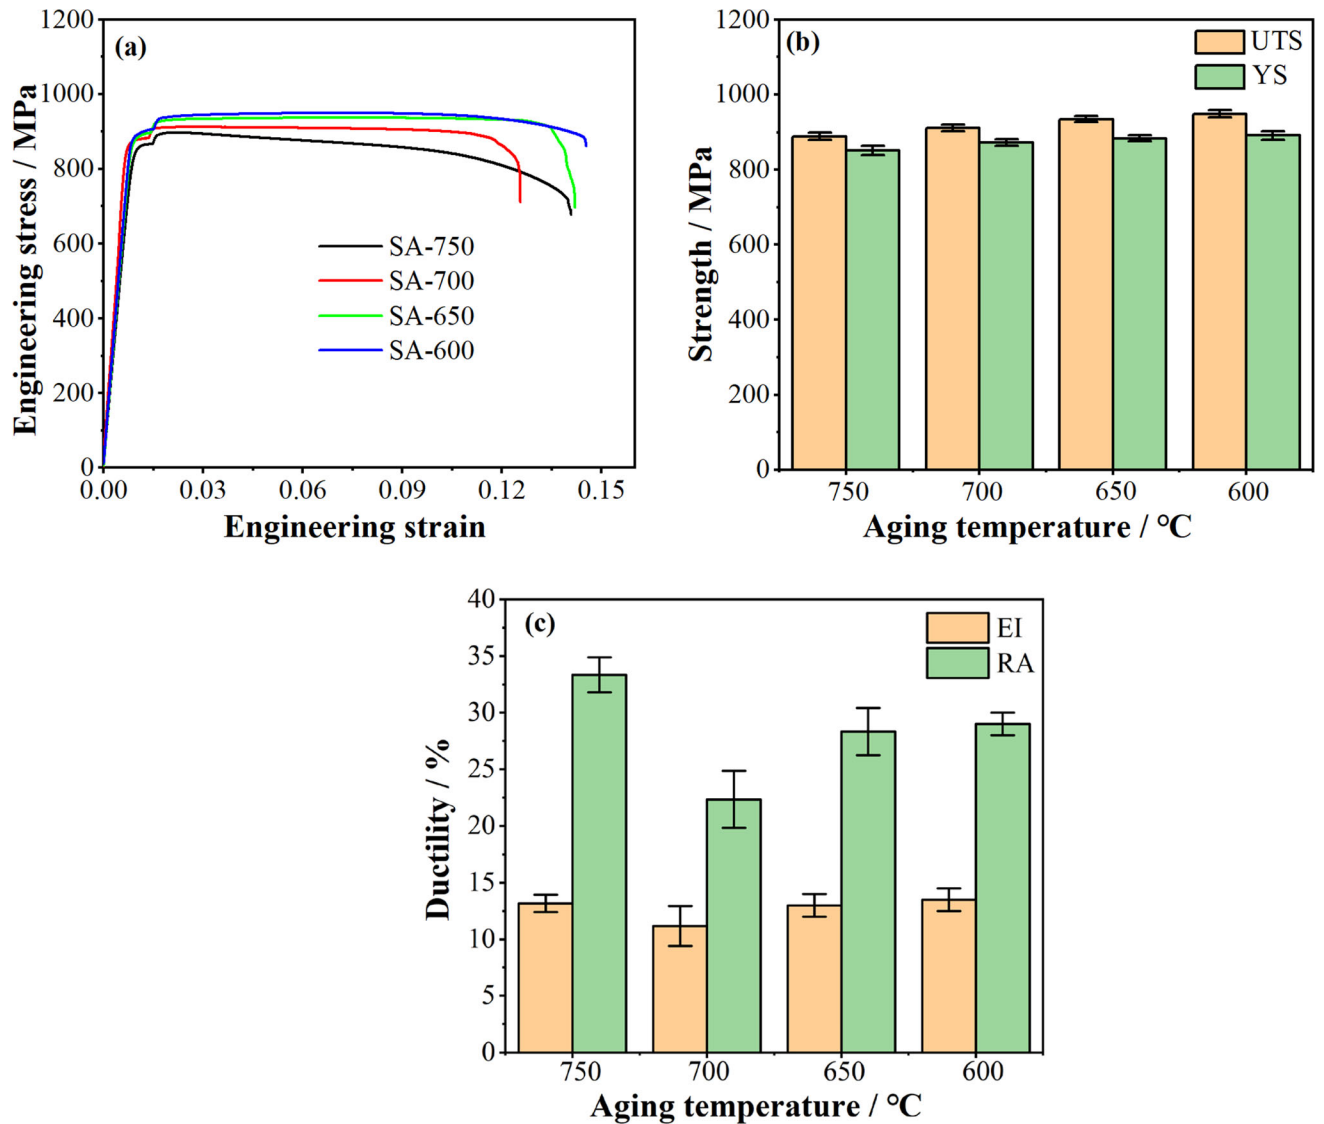 (a)
1200
1000
800
600
400
200
0
Engineering stress / MPa
SA-750
SA-700
SA-650
SA-600
0.00 0.03 0.06 0.09 0.12 0.15
Engineering strain
(b)
UTS
YS
1200
1000
800
600
400
200
0
Strength / MPa
750 700 650 600
Aging temperature / °C
(c)
EI
RA
40
35
30
25
20
15
10
5
0
Ductility / %
750 700 650 600
Aging temperature / °C